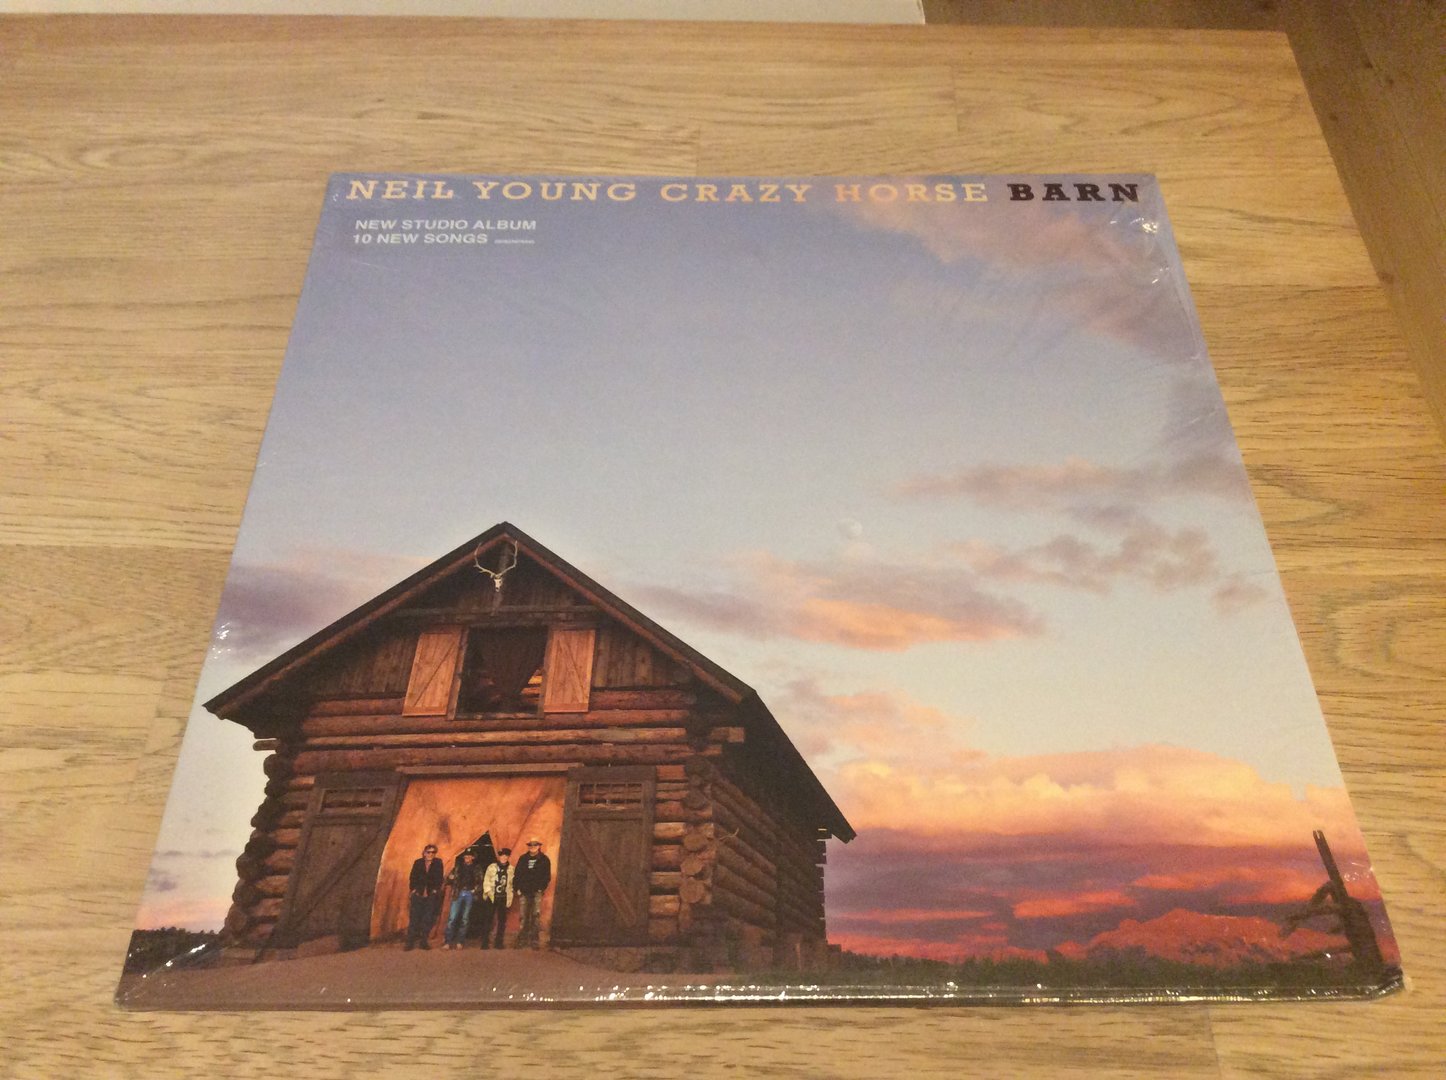 NEIL YOUNG CRAZY HORSE BARN
NEW STUDIO ALBUM
10 NEW SONGS